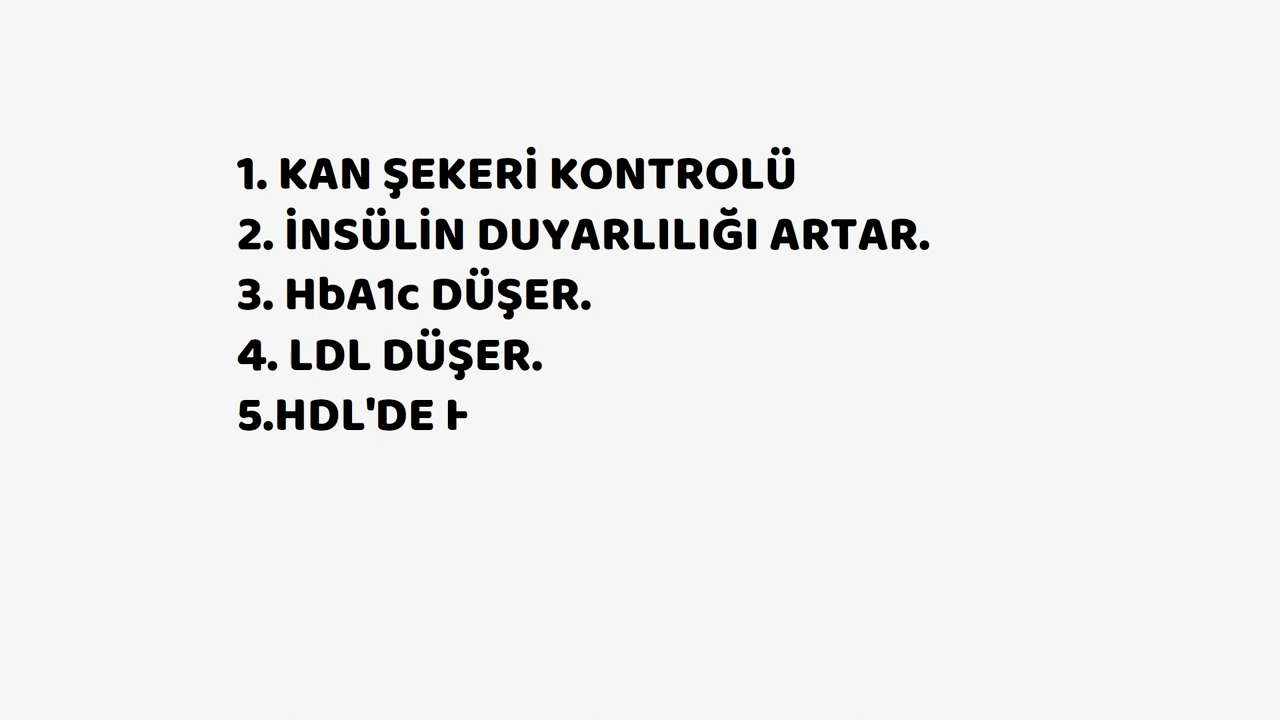 1. KAN ŞEKERİ KONTROLÜ
2. İNSÜLİN DUYARLILIĞI ARTAR.
3. HbA1c DÜŞER.
4. LDL DÜŞER.
5.HDL'DE